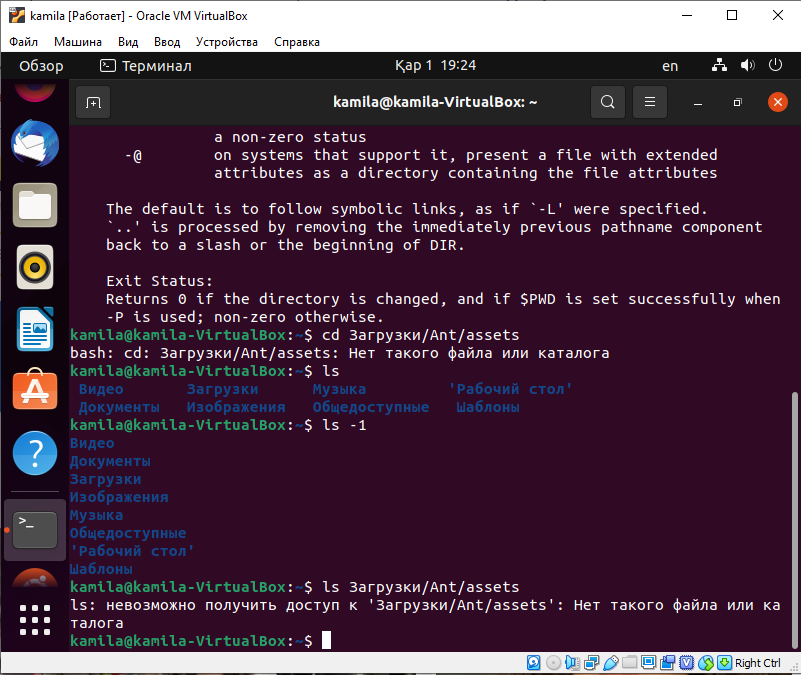 kamila [Работает] - Oracle VM VirtualBox
Файл Машина Вид Ввод Устройства Справка
Обзор Терминал Қар 1 19:24 en
kamila@kamila-VirtualBox: ~
a non-zero status
-@ on systems that support it, present a file with extended
attributes as a directory containing the file attributes
The default is to follow symbolic links, as if `-L' were specified.
`..' is processed by removing the immediately previous pathname component
back to a slash or the beginning of DIR.
Exit Status:
Returns 0 if the directory is changed, and if $PWD is set successfully when
-P is used; non-zero otherwise.
kamila@kamila-VirtualBox:~$ cd Загрузки/Ant/assets
bash: cd: Загрузки/Ant/assets: Нет такого файла или каталога
kamila@kamila-VirtualBox:~$ ls
Видео Загрузки Музыка 'Рабочий стол'
Документы Изображения Общедоступные Шаблоны
kamila@kamila-VirtualBox:~$ ls -1
Видео
Документы
Загрузки
Изображения
Музыка
Общедоступные
'Рабочий стол'
Шаблоны
kamila@kamila-VirtualBox:~$ ls Загрузки/Ant/assets
ls: невозможно получить доступ к 'Загрузки/Ant/assets': Нет такого файла или ка
талога
kamila@kamila-VirtualBox:~$
Right Ctrl